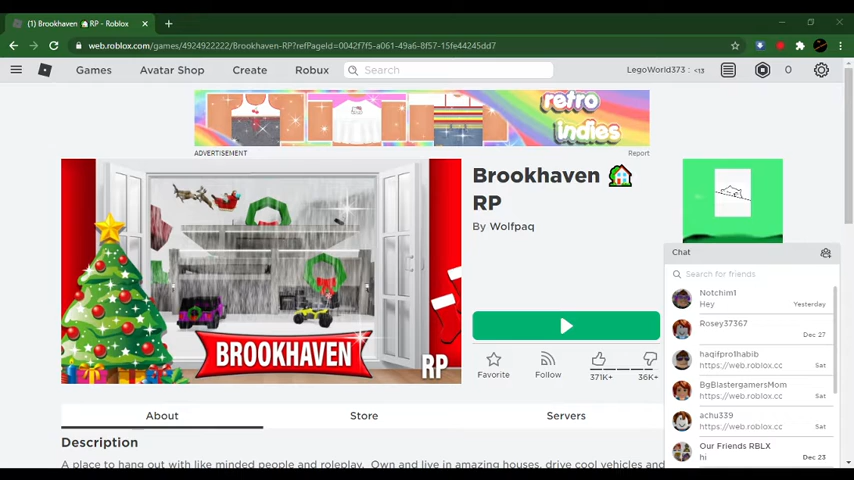 (1) Brookhaven 🏠RP - Roblox
web.roblox.com/games/4924922222/Brookhaven-RP?refPageId=0042f7f5-a061-49a6-8f57-15fe44245dd7
Games Avatar Shop Create Robux Search LegoWorld373 : <13 0
retro
indies
ADVERTISEMENT Report
Brookhaven 🏠
RP
By Wolfpaq
BROOKHAVEN RP
Favorite Follow 371K+ 36K+
About Store Servers
Description
A place to hang out with like minded people and roleplay. Own and live in amazing houses, drive cool vehicles and
Chat
Search for friends
Notchim1
Hey Yesterday
Rosey37367
Dec 27
haqifpro1habib
https://web.roblox.cc Sat
BgBlastergamersMom
https://web.roblox.cc Sat
achu339
https://web.roblox.cc Sat
Our Friends RBLX
hi Dec 23